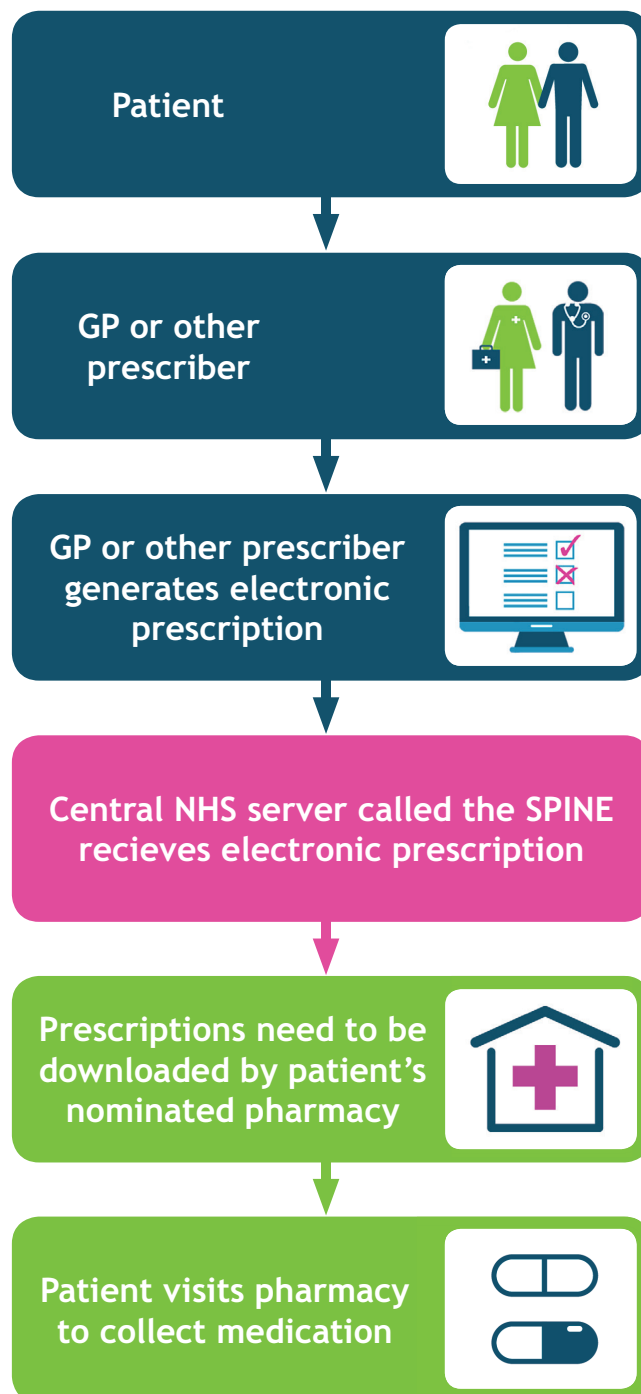 Patient
GP or other
prescriber
GP or other prescriber
generates electronic
prescription
Central NHS server called the SPINE
recieves electronic prescription
Prescriptions need to be
downloaded by patient’s
nominated pharmacy
Patient visits pharmacy
to collect medication